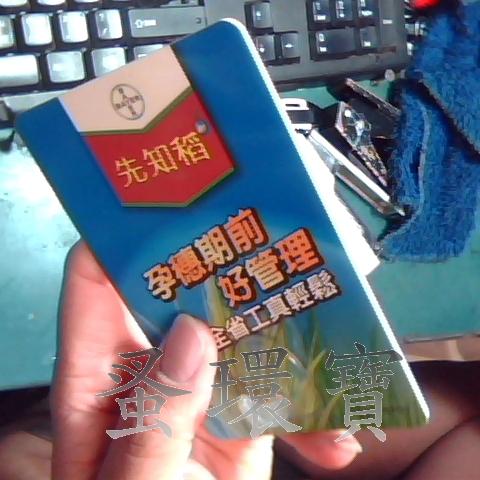 BAYER
先知稻
孕穗期前
好管理
全省工真輕鬆
蚤環寶